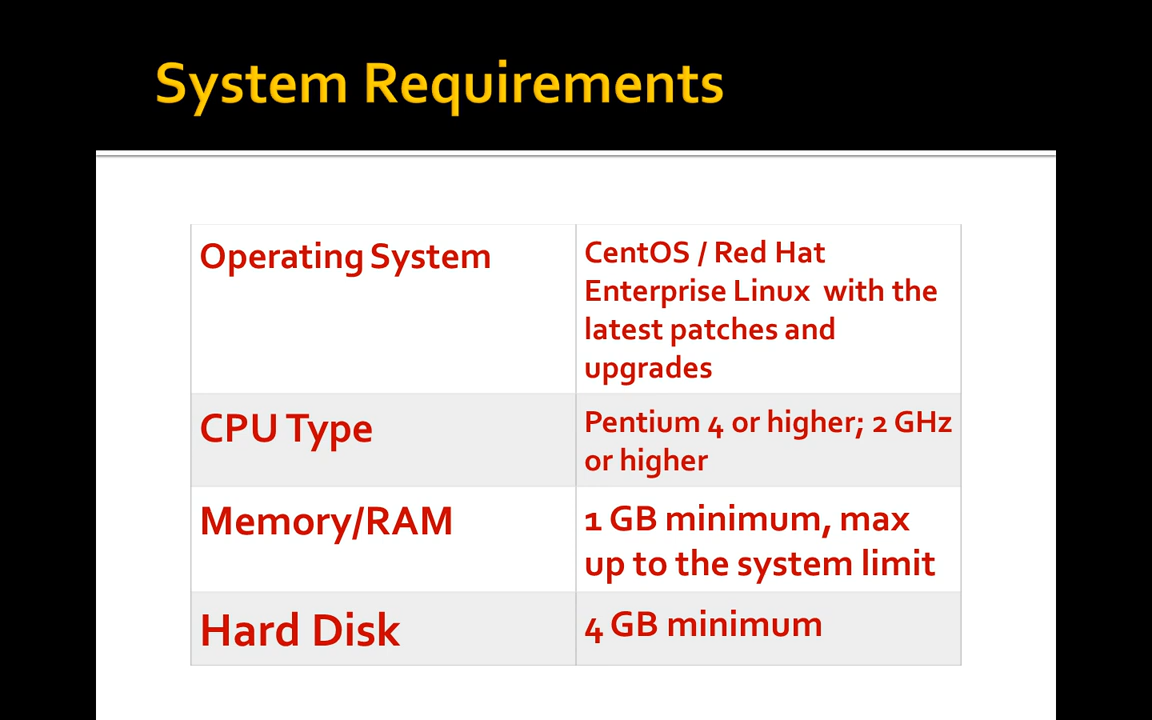 System Requirements
Operating System
CentOS / Red Hat
Enterprise Linux with the
latest patches and
upgrades
CPU Type
Pentium 4 or higher; 2 GHz
or higher
Memory/RAM
1 GB minimum, max
up to the system limit
Hard Disk
4 GB minimum